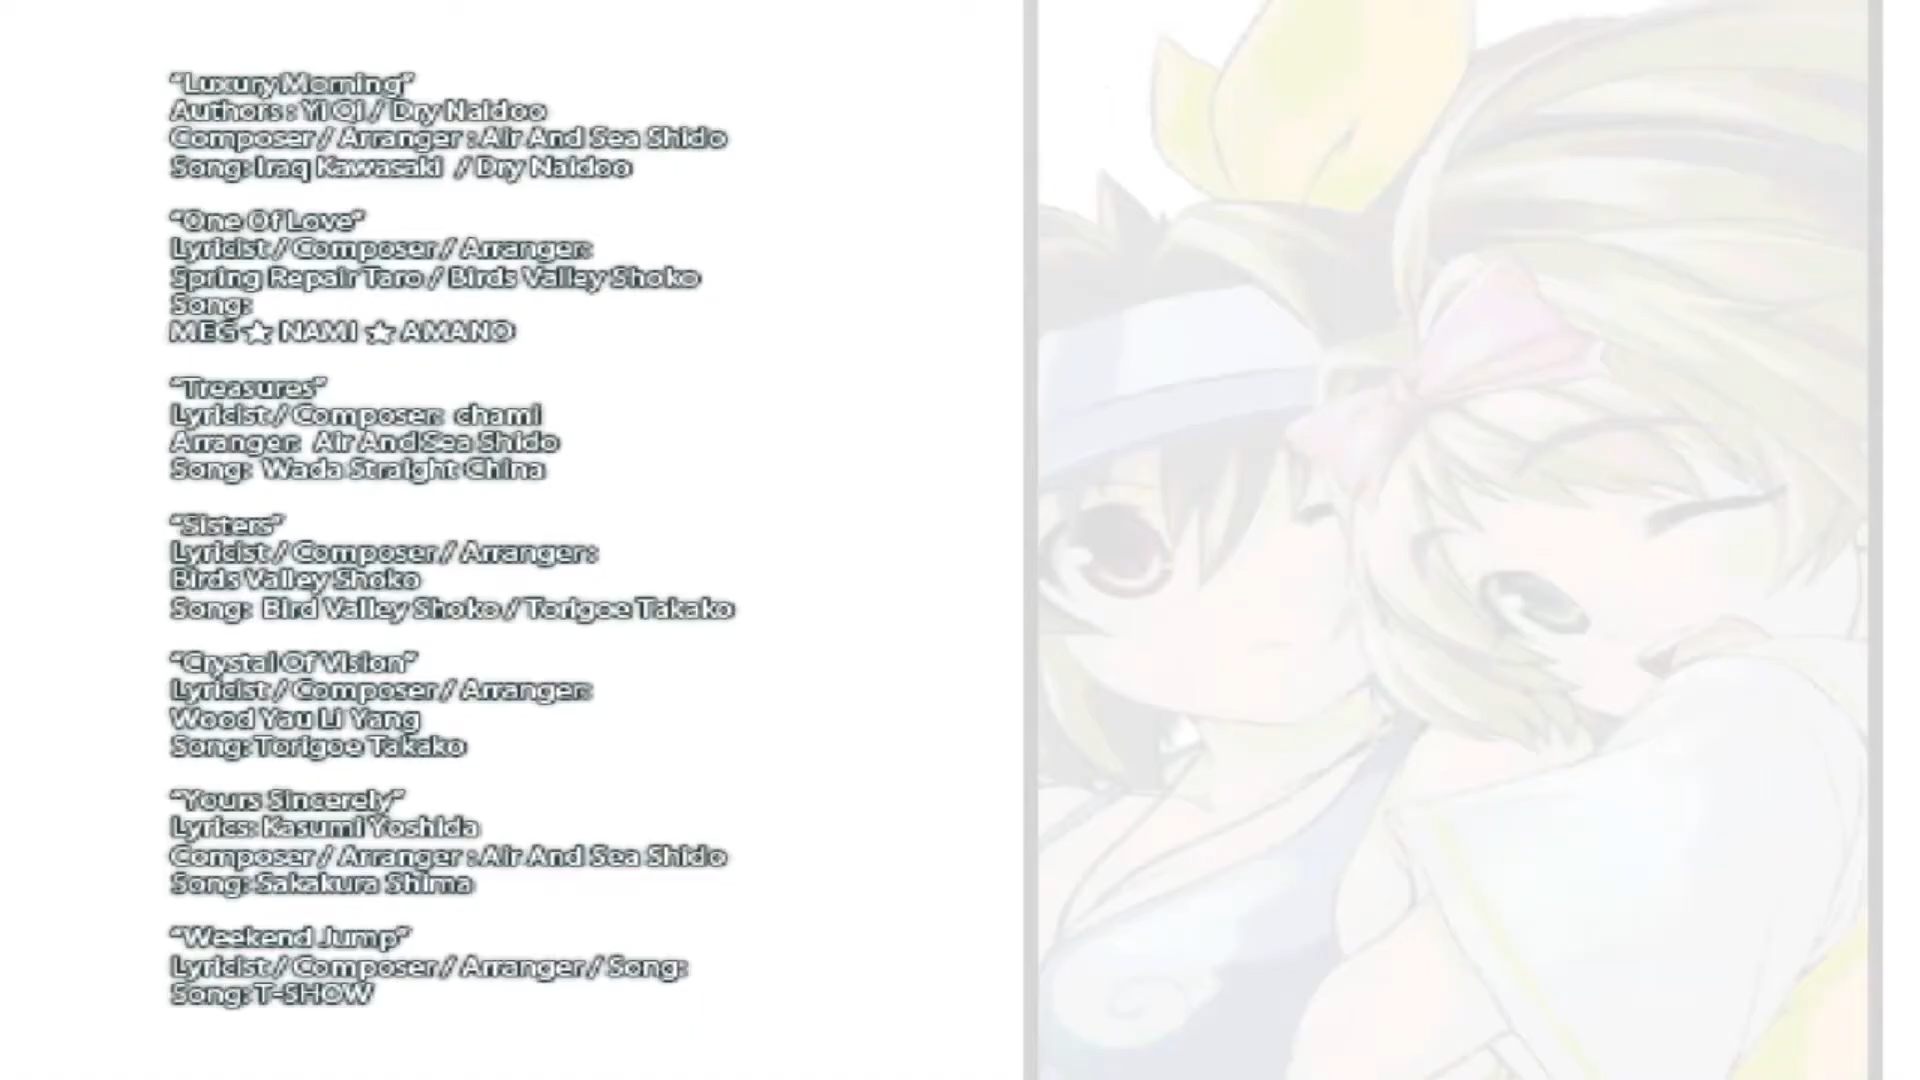 “Luxury Morning”
Authors : YI QI / Dry Naidoo
Composer / Arranger : Air And Sea Shido
Song: Iraq Kawasaki / Dry Naidoo
“One Of Love”
Lyricist / Composer / Arranger:
Spring Repair Taro / Birds Valley Shoko
Song:
MEG ★ NAMI ★ AMANO
“Treasures”
Lyricist / Composer: chami
Arranger: Air And Sea Shido
Song: Wada Straight China
“Sisters”
Lyricist / Composer / Arranger:
Birds Valley Shoko
Song: Bird Valley Shoko / Torigoe Takako
“Crystal Of Vision”
Lyricist / Composer / Arranger:
Wood Yau Li Yang
Song: Torigoe Takako
“Yours Sincerely”
Lyrics: Kasumi Yoshida
Composer / Arranger : Air And Sea Shido
Song: Sakakura Shima
“Weekend Jump”
Lyricist / Composer / Arranger / Song:
Song: T-SHOW